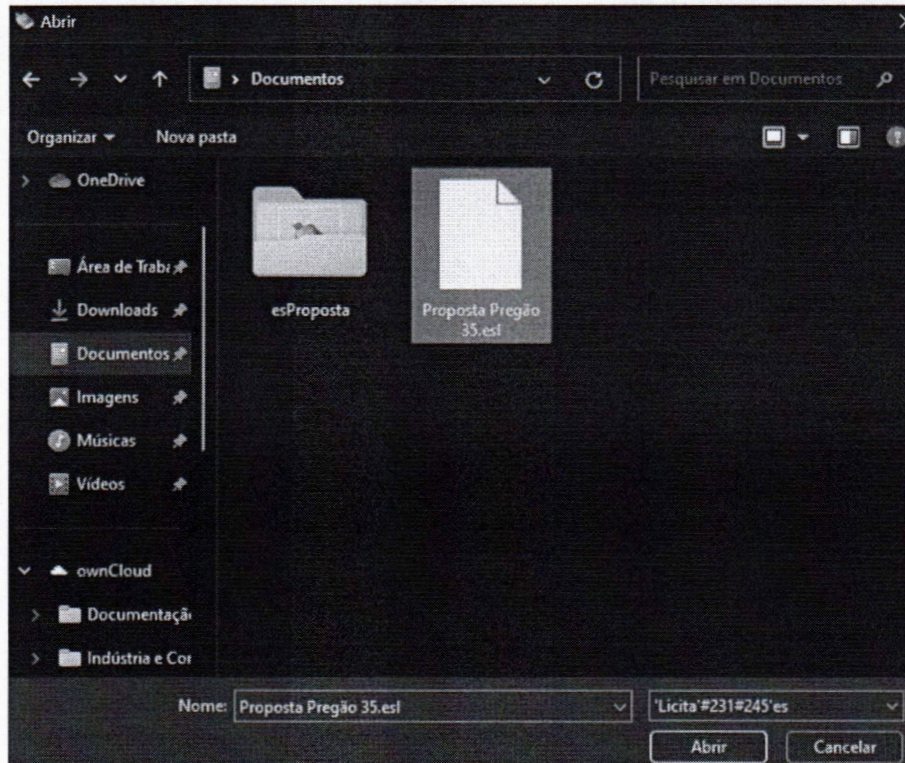 Abrir
Documentos
Pesquisar em Documentos
Organizar
Nova pasta
OneDrive
Área de Traba
Downloads
Documentos
Imagens
Músicas
Vídeos
ownCloud
Documentaçã
Indústria e Cor
esProposta
Proposta Pregão
35.esl
Nome:
Proposta Pregão 35.esl
'Licita'#231#245'es
Abrir
Cancelar